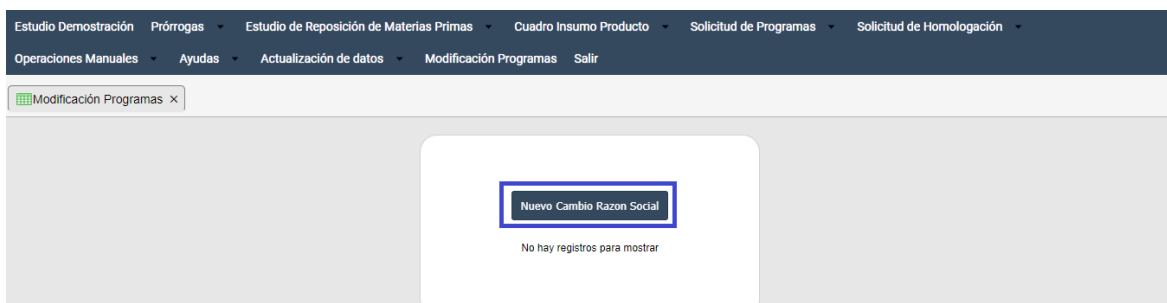 Estudio Demostración Prórrogas Estudio de Reposición de Materias Primas Cuadro Insumo Producto Solicitud de Programas Solicitud de Homologación
Operaciones Manuales Ayudas Actualización de datos Modificación Programas Salir
Modificación Programas ×
Nuevo Cambio Razon Social
No hay registros para mostrar